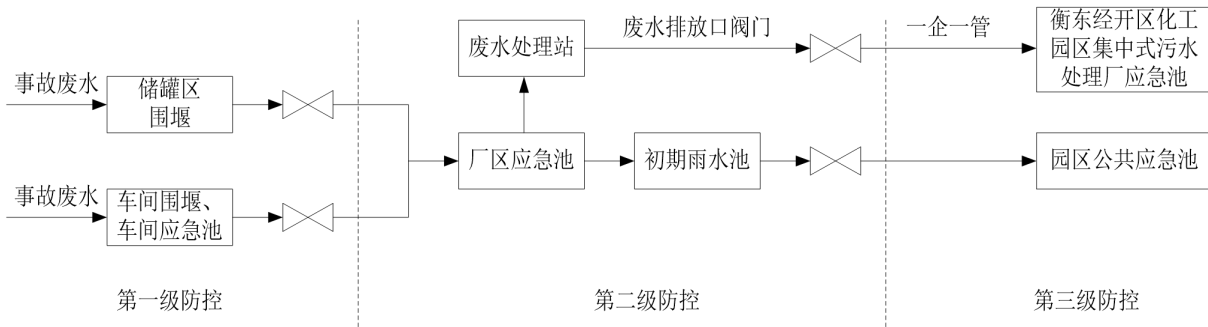 事故废水
储罐区
围堰
事故废水
车间围堰、
车间应急池
第一级防控
废水处理站
废水排放口阀门
厂区应急池
初期雨水池
第二级防控
一企一管
衡东经开区化工
园区集中式污水
处理厂应急池
园区公共应急池
第三级防控